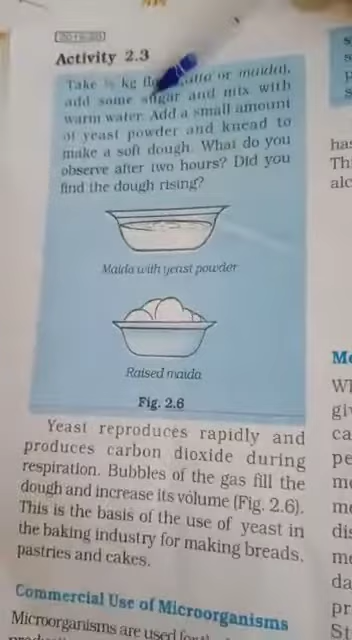 Activity 2.3
Take ½ kg (atta or maida),
add some sugar and mix with
warm water. Add a small amount
of yeast powder and knead to
make a soft dough. What do you
observe after two hours? Did you
find the dough rising?
Maida with yeast powder
Raised maida
Fig. 2.6
Yeast reproduces rapidly and
produces carbon dioxide during
respiration. Bubbles of the gas fill the
dough and increase its volume (Fig. 2.6).
This is the basis of the use of yeast in
the baking industry for making breads,
pastries and cakes.
Commercial Use of Microorganisms
Microorganisms are used for